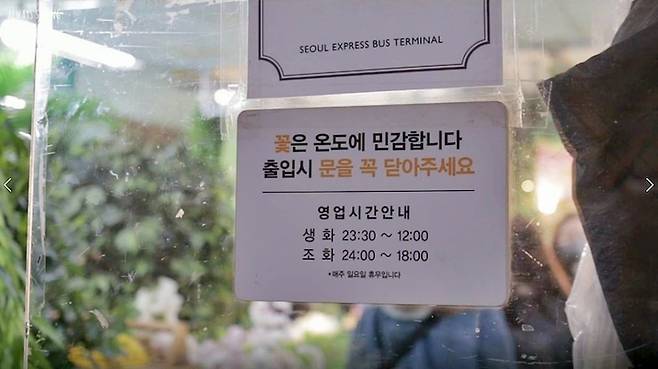 SEOUL EXPRESS BUS TERMINAL
꽃은 온도에 민감합니다
출입시 문을 꼭 닫아주세요
영업시간안내
생 화 23:30 ~ 12:00
조 화 24:00 ~ 18:00
*매주 일요일 휴무입니다